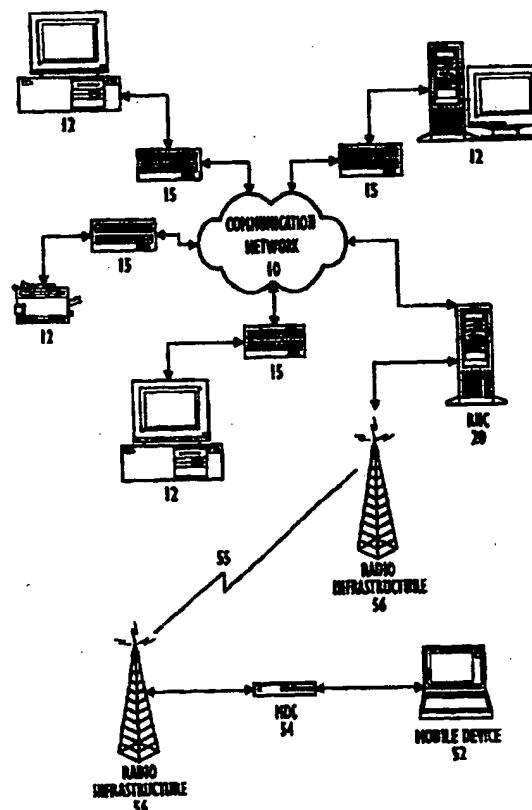 12
12
15
15
COMMUNICATION
NETWORK
10
15
12
15
12
RNC
20
RADIO
INFRASTRUCTURE
56
55
MDC
54
MOBILE DEVICE
52
RADIO
INFRASTRUCTURE
56